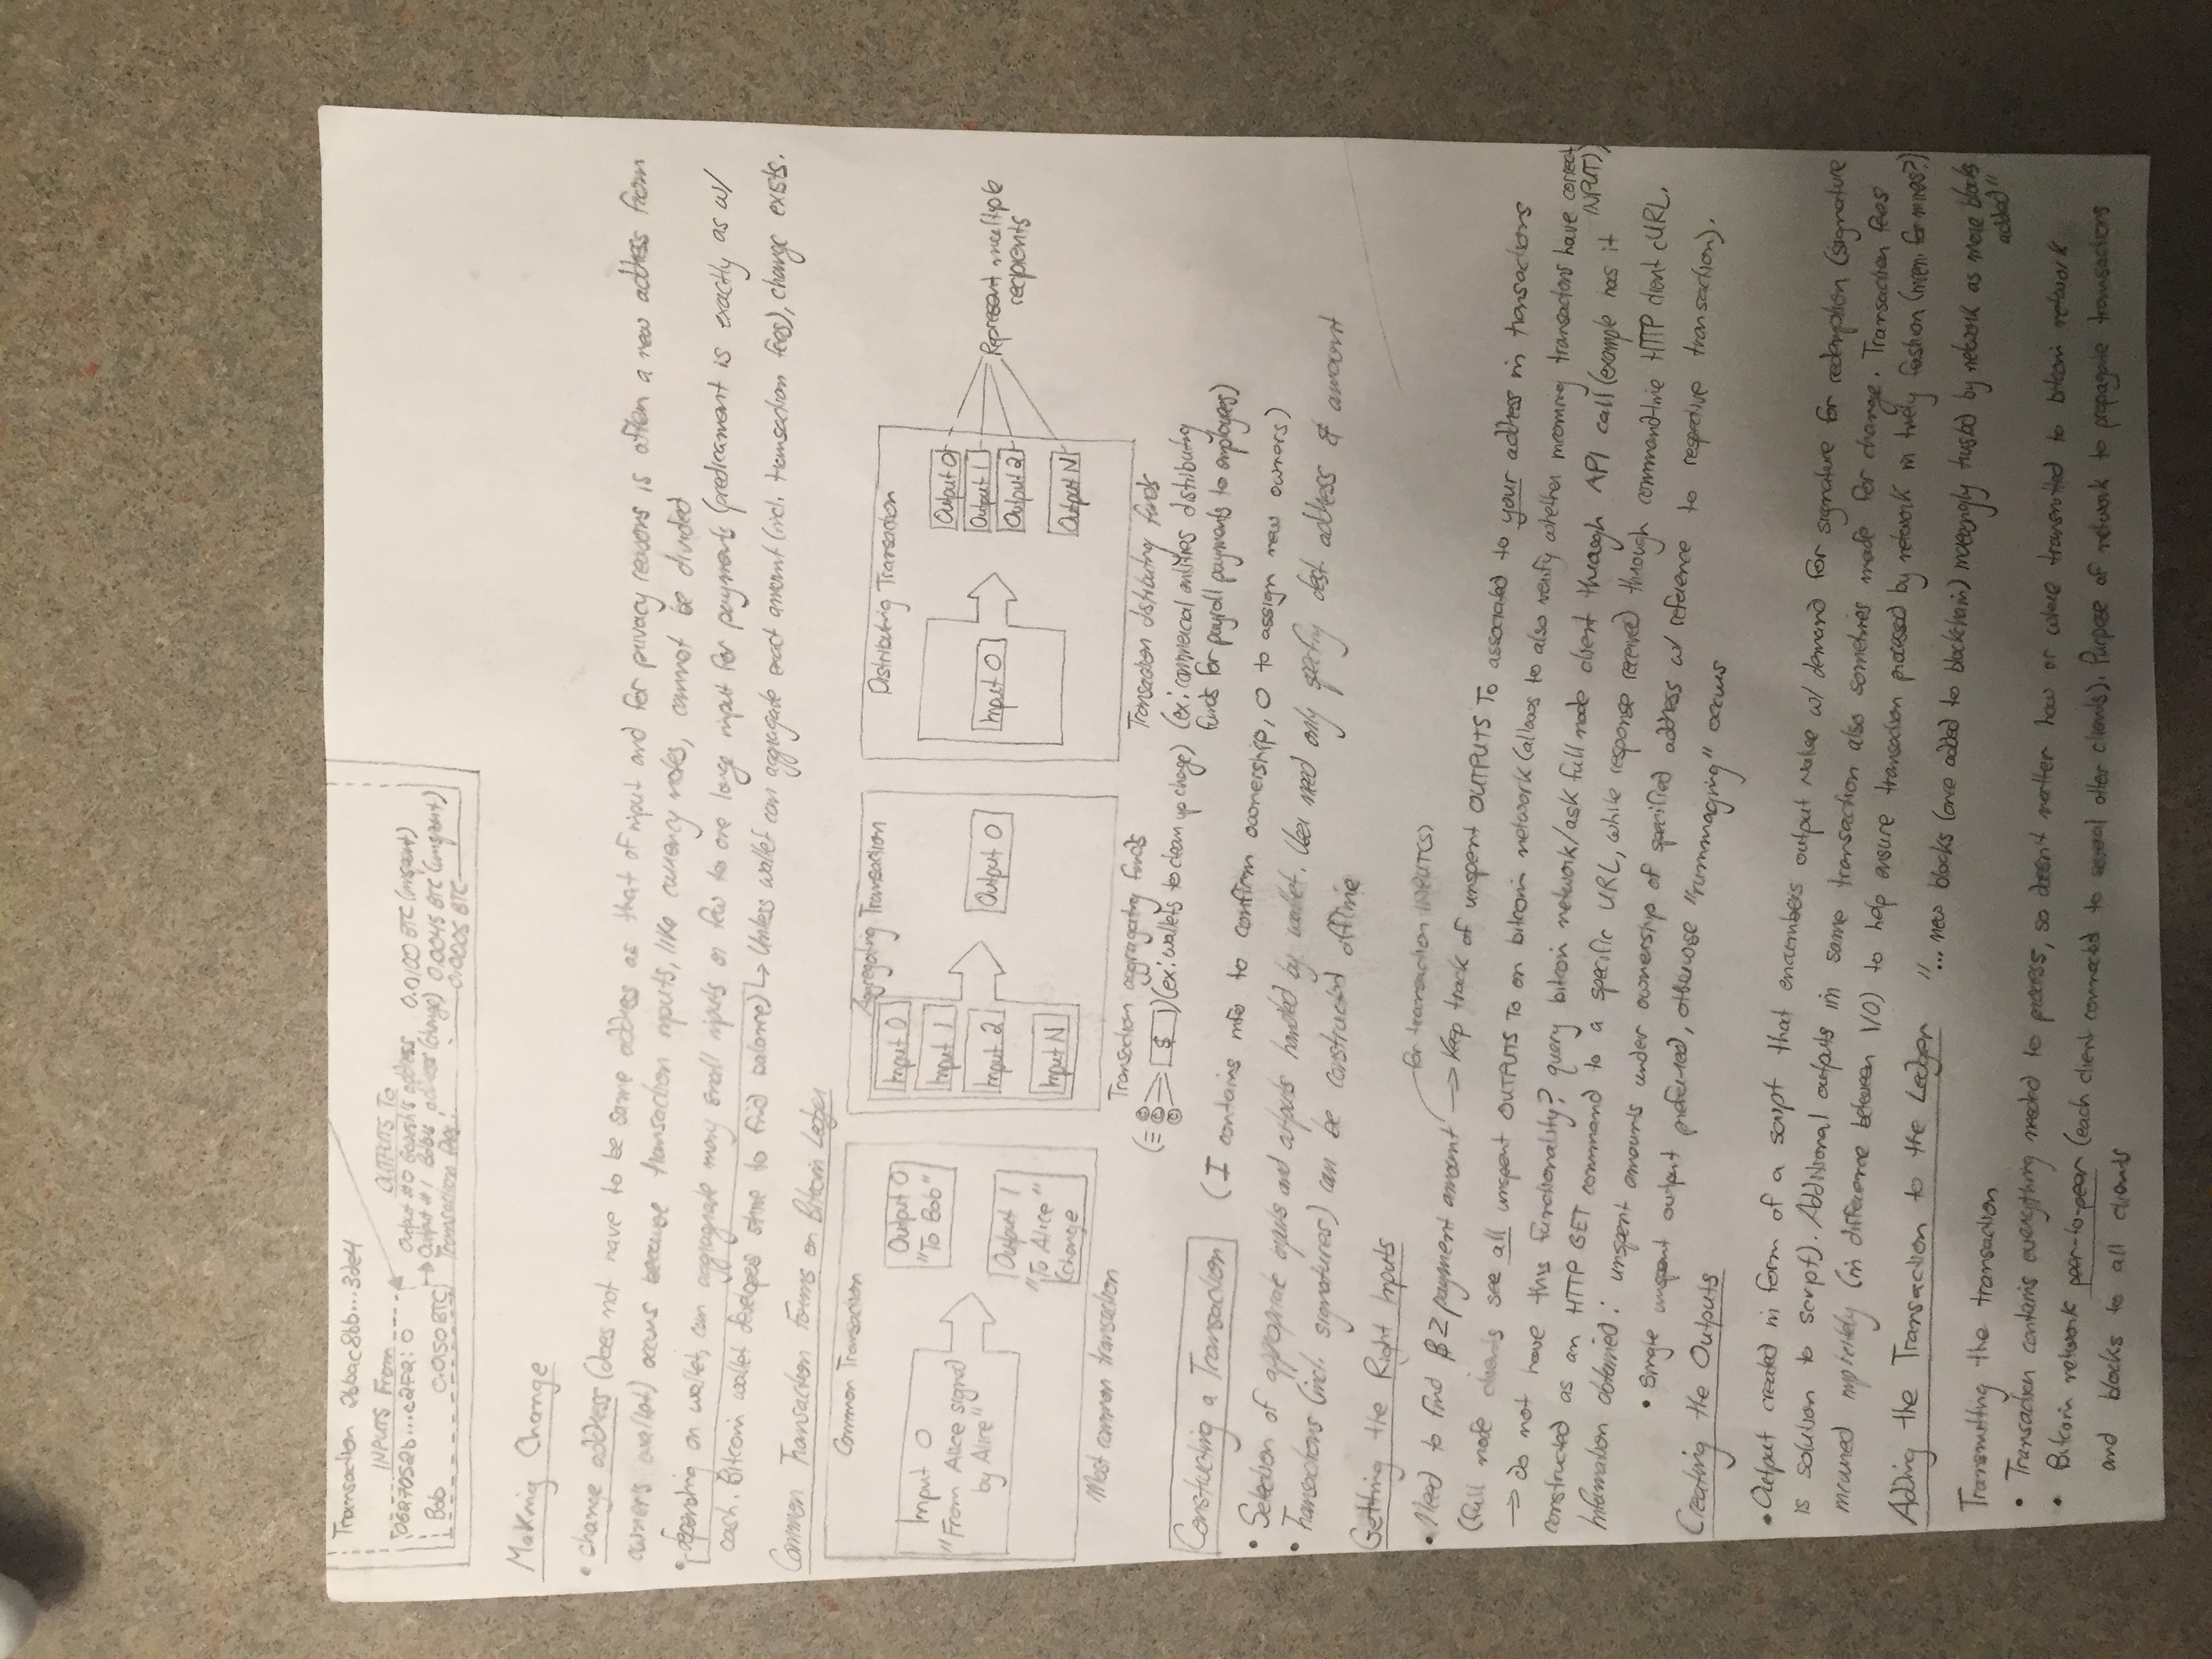 Transaction 2bbac8bb...3de4
INPUTS From
OUTPUTS To
0627052b...c2Fa: 0
Output #0 address 0.0100 BTC (unspent)
Bob 0.0150 BTC
Output #1 Bob's address (change) 0.0045 BTC (unspent)
Transaction Fees: 0.0005 BTC
Making Change
• change address (does not have to be same address as that of input and for privacy reasons is often a new address from
owners wallet) occurs because transaction inputs, like currency notes, cannot be divided
• depending on wallet, can aggregate many small inputs or few to one large input for payment (predicament is exactly as w/
cash. Bitcoin wallet developers strive to find balance) ↳ Unless wallet can aggregate exact amount (incl. transaction fees), change exists.
Common Transaction Forms on Bitcoin Ledger
Common Transaction
Input 0
"From Alice signed
by Alice"
Output 0
"To Bob"
Output 1
"To Alice"
(change
Most common transaction
Aggregating Transaction
Input 0
Input 1
Input 2
Input N
Output 0
Transaction aggregating funds
$ (ex: wallets to clean up change)
Distributing Transaction
Input 0
Output 0
Output 1
Output 2
Output N
Represent multiple
recipients
Transaction distributing funds
(ex: commercial entities distributing
funds for payroll payments to employees)
Constructing a Transaction (I contains info to confirm ownership, O to assign new owners)
• Selection of appropriate inputs and outputs handled by wallet. User need only specify dest address & amount
• Transactions (incl. signatures) can be constructed offline
Getting the Right Inputs
for transaction INPUT(s)
• Need to find ₿ ≥ payment amount → keep track of unspent OUTPUTS To associated to your address in transactions
(full node clients see all unspent OUTPUTS To on bitcoin network (allows to also verify whether incoming transactions have correct INPUT)
→ do not have this functionality? query bitcoin network/ask full node client through API call (example has it
constructed as an HTTP GET command to a specific URL, while response received through commandline HTTP client cURL.
Information obtained: unspent amounts under ownership of specified address w/ reference to respective transaction).
• Single unspent output preferred, otherwise "rummaging" occurs
Creating the Outputs
• Output created in form of a script that encumbers output value w/ demand for signature for redemption (signature
is solution to script). Additional outputs in same transaction also sometimes made for change. Transaction fees
incurred implicitly (in difference between I/O) to help ensure transaction processed by network in timely fashion (incent. for miners?)
Adding the Transaction to the Ledger "... new blocks (once added to blockchain) increasingly trusted by network as more blocks
added"
Transmitting the transaction
• Transaction contains everything needed to process, so doesn't matter how or where transmitted to bitcoin network
• Bitcoin network peer-to-peer (each client connected to several other clients). Purpose of network to propagate transactions
and blocks to all clients